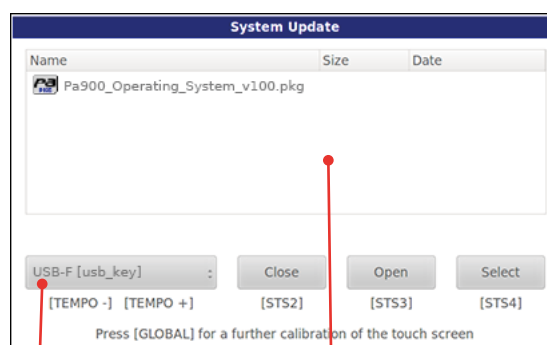 System Update
Name Size Date
Pa900_Operating_System_v100.pkg
USB-F [usb_key] : Close Open Select
[TEMPO -] [TEMPO +] [STS2] [STS3] [STS4]
Press [GLOBAL] for a further calibration of the touch screen